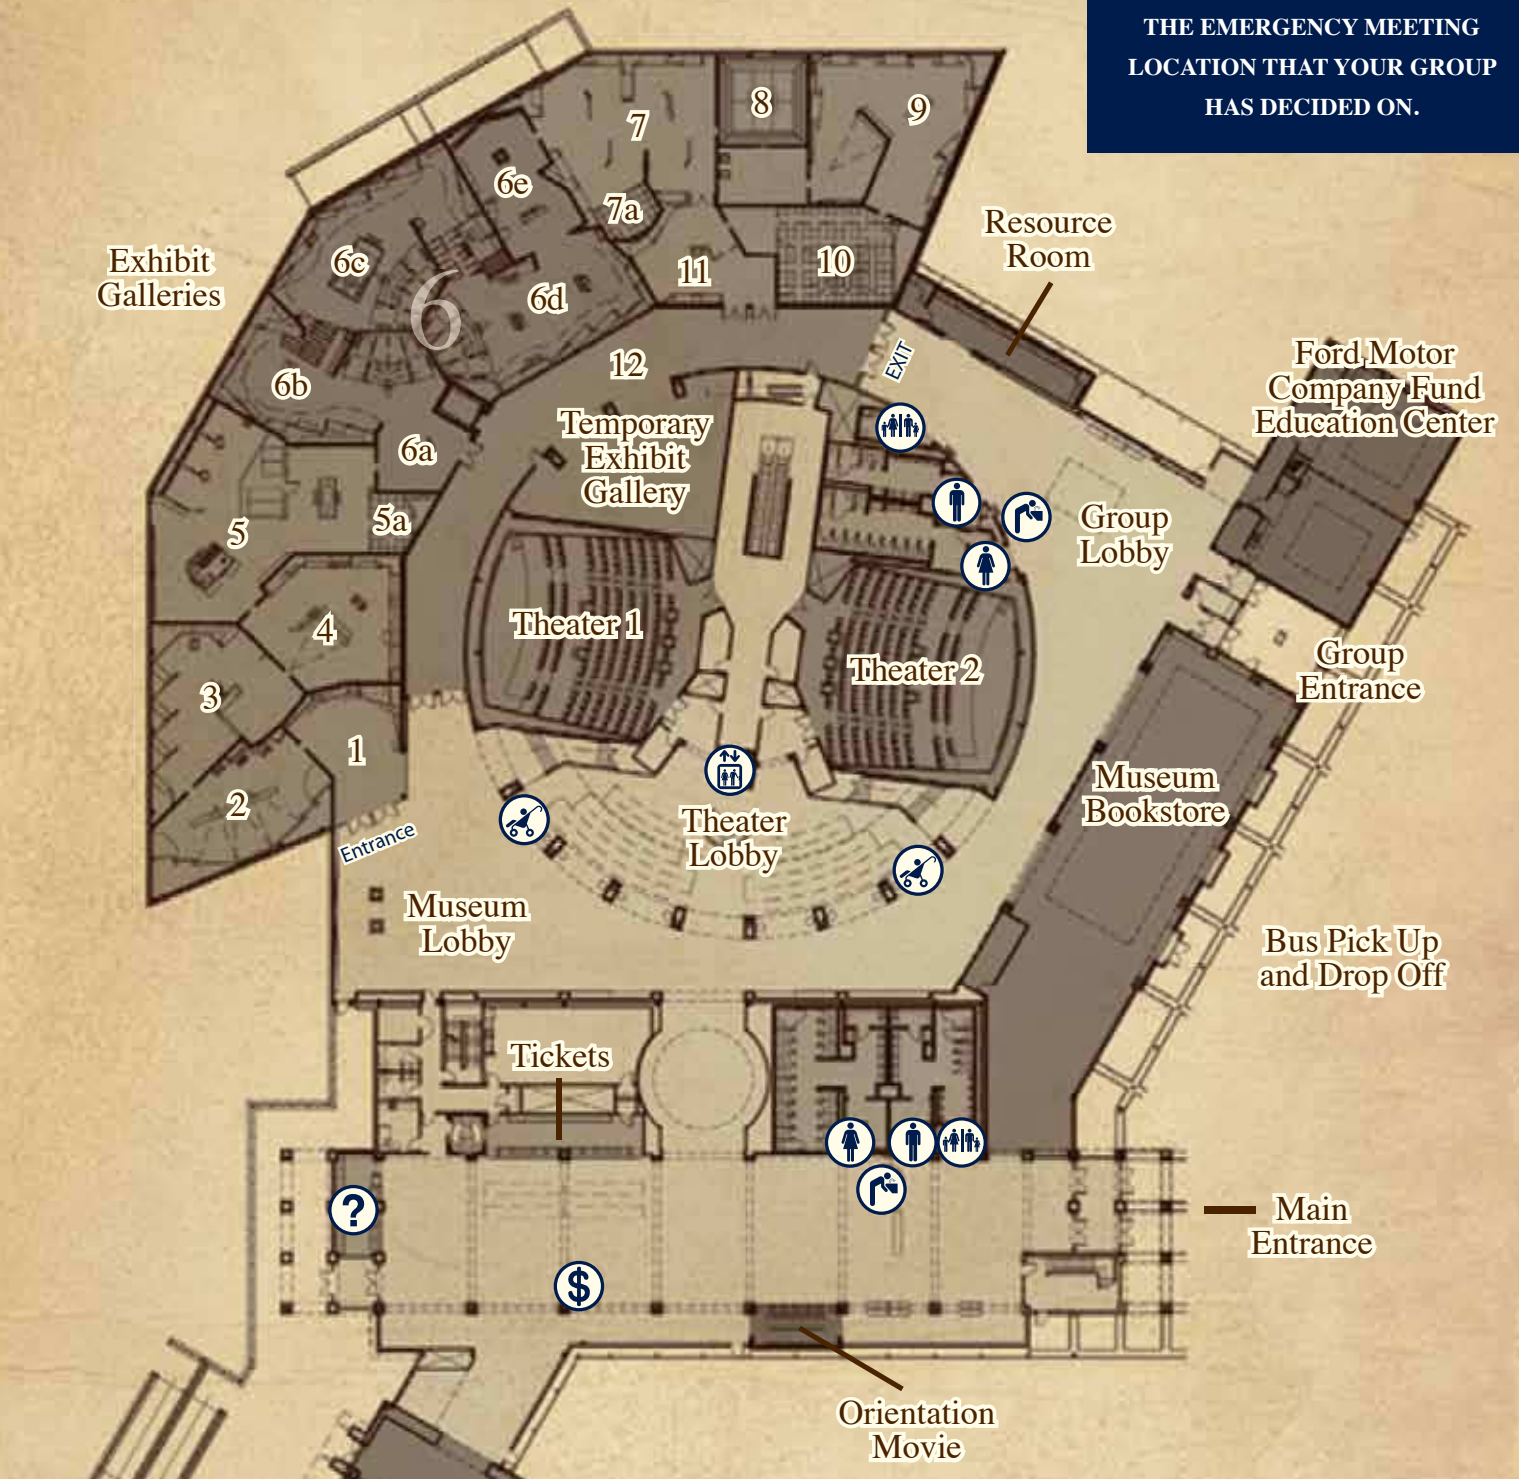 THE EMERGENCY MEETING
LOCATION THAT YOUR GROUP
HAS DECIDED ON.
8
9
7
6e
7a
Resource
Room
Exhibit
Galleries
6c
11
10
6
6d
12
EXIT
Ford Motor
Company Fund
Education Center
6b
6a
Temporary
Exhibit
Gallery
5
5a
Group
Lobby
4
Theater 1
Theater 2
Group
Entrance
3
1
2
Museum
Bookstore
Entrance
Theater
Lobby
Museum
Lobby
Bus Pick Up
and Drop Off
Tickets
?
Main
Entrance
$
Orientation
Movie